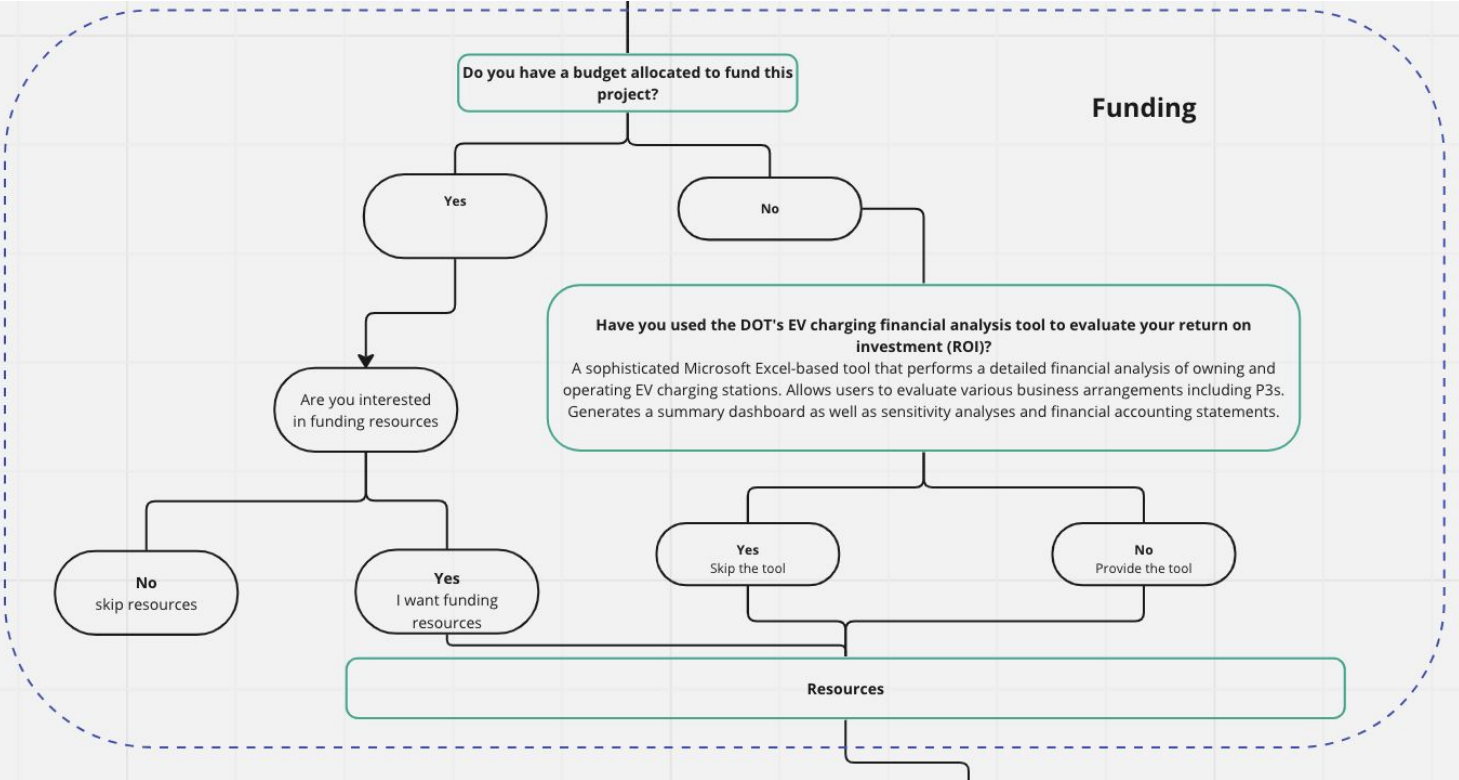 Do you have a budget allocated to fund this
project?
Funding
Yes
No
Have you used the DOT's EV charging financial analysis tool to evaluate your return on
investment (ROI)?
A sophisticated Microsoft Excel-based tool that performs a detailed financial analysis of owning and
operating EV charging stations. Allows users to evaluate various business arrangements including P3s.
Generates a summary dashboard as well as sensitivity analyses and financial accounting statements.
Are you interested
in funding resources
No
skip resources
Yes
I want funding
resources
Yes
Skip the tool
No
Provide the tool
Resources